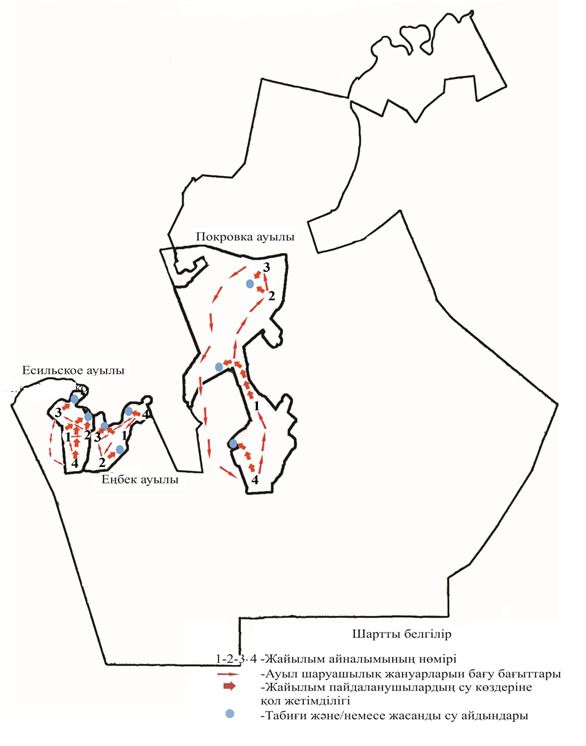 Покровка ауылы
3
2
Есильское ауылы
3
1
2
4
3
1
4
2
1
4
Еңбек ауылы
Шартты белгілір
1-2-3-4 -Жайылым айналымының нөмірі
-Ауыл шаруашылық жануарларын бағу бағыттары
-Жайылым пайдаланушылардың су көздеріне
қол жетімділігі
-Табиғи және/немесе жасанды су айдындары